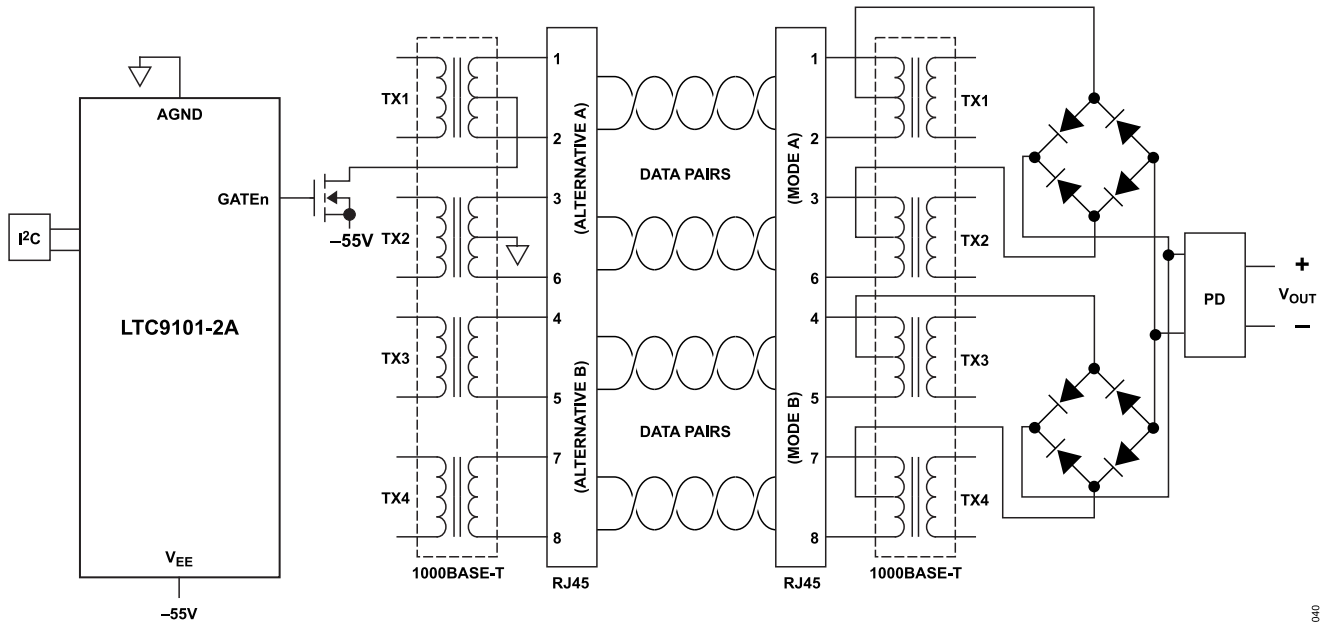 AGND
GATEn
I²C
–55V
LTC9101-2A
VEE
–55V
TX1
TX2
TX3
TX4
1000BASE-T
1
2
3
6
4
5
7
8
(ALTERNATIVE A)
(ALTERNATIVE B)
RJ45
DATA PAIRS
DATA PAIRS
1
2
3
6
4
5
7
8
(MODE A)
(MODE B)
RJ45
TX1
TX2
TX3
TX4
1000BASE-T
PD
+
VOUT
–
040